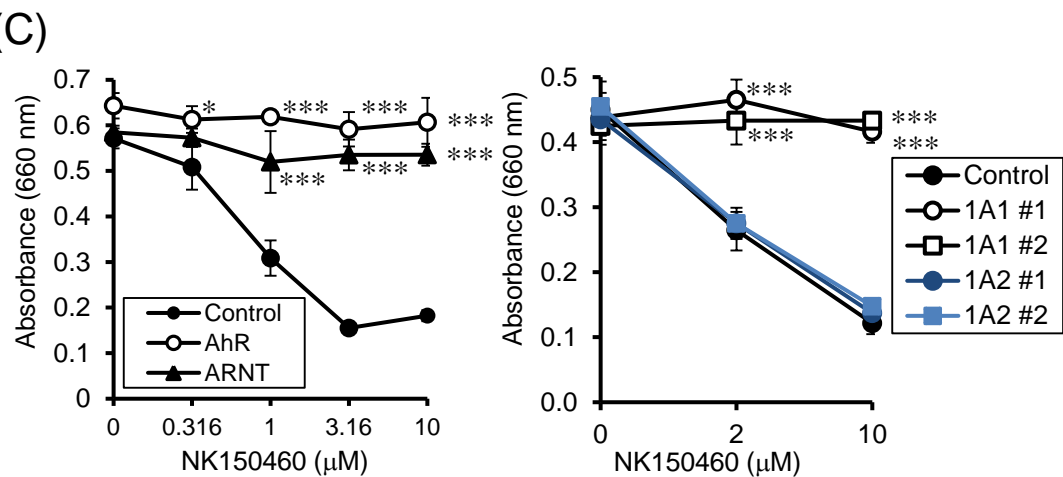 (C)
Absorbance (660 nm)
0.7
0.6
0.5
0.4
0.3
0.2
0.1
0
* *** *** ***
*** *** ***
Control
AhR
ARNT
0 0.316 1 3.16 10
NK150460 (μM)
Absorbance (660 nm)
0.5
0.4
0.3
0.2
0.1
0.0
*** ***
*** ***
Control
1A1 #1
1A1 #2
1A2 #1
1A2 #2
0 2 10
NK150460 (μM)